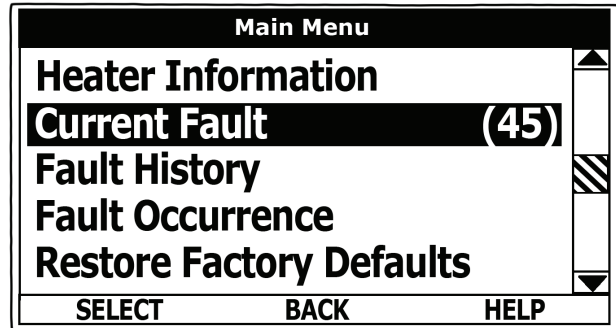 Main Menu
Heater Information
Current Fault (45)
Fault History
Fault Occurrence
Restore Factory Defaults
SELECT BACK HELP